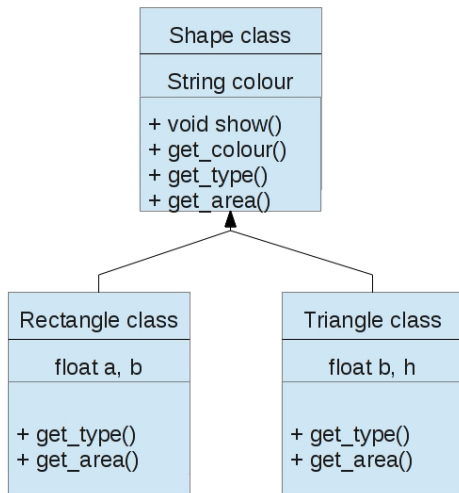 Shape class
String colour
+ void show()
+ get_colour()
+ get_type()
+ get_area()
Rectangle class
float a, b
+ get_type()
+ get_area()
Triangle class
float b, h
+ get_type()
+ get_area()